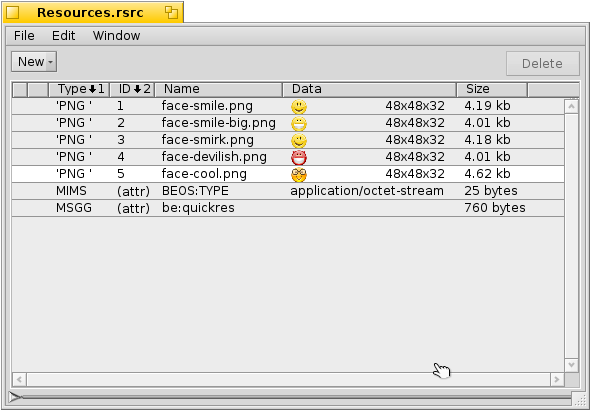 Resources.rsrc
File Edit Window
New Delete
Type 1 ID 2 Name Data Size
'PNG ' 1 face-smile.png 48x48x32 4.19 kb
'PNG ' 2 face-smile-big.png 48x48x32 4.01 kb
'PNG ' 3 face-smirk.png 48x48x32 4.18 kb
'PNG ' 4 face-devilish.png 48x48x32 4.01 kb
'PNG ' 5 face-cool.png 48x48x32 4.62 kb
MIMS (attr) BEOS:TYPE application/octet-stream 25 bytes
MSGG (attr) be:quickres 760 bytes